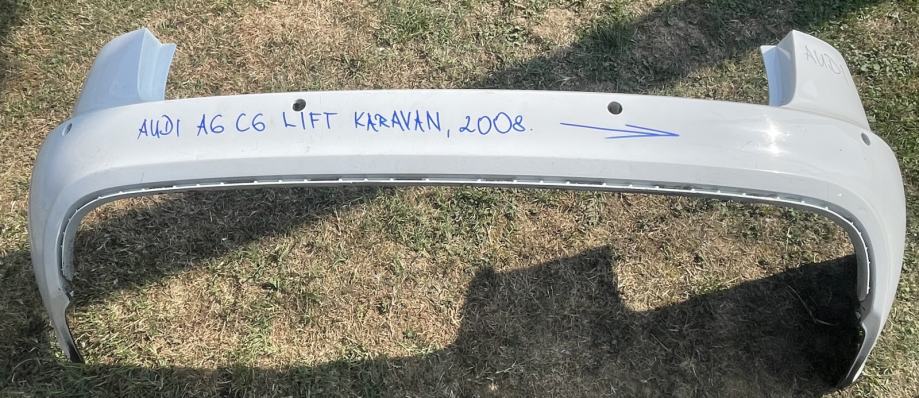 AUDI A6 C6 LIFT KARAVAN, 2008.
AUDI